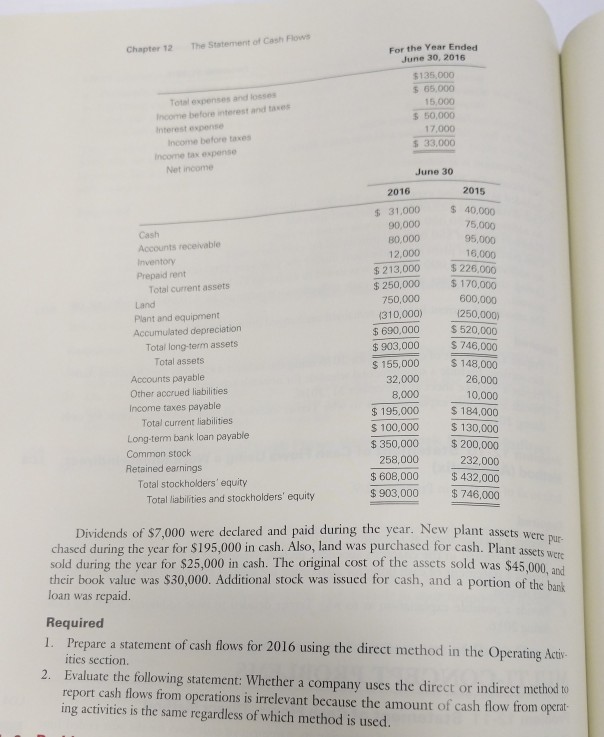 Chapter 12 The Statement of Cash Flows
For the Year Ended
June 30, 2016
Total expenses and losses $135,000
Income before interest and taxes $ 65,000
Interest expense 15,000
Income before taxes $ 50,000
Income tax expense 17,000
Net income $ 33,000
June 30
2016 2015
Cash $ 31,000 $ 40,000
Accounts receivable 90,000 75,000
Inventory 80,000 95,000
Prepaid rent 12,000 16,000
Total current assets $ 213,000 $ 226,000
Land $ 250,000 $ 170,000
Plant and equipment 750,000 600,000
Accumulated depreciation (310,000) (250,000)
Total long-term assets $ 690,000 $ 520,000
Total assets $ 903,000 $ 746,000
Accounts payable $ 155,000 $ 148,000
Other accrued liabilities 32,000 26,000
Income taxes payable 8,000 10,000
Total current liabilities $ 195,000 $ 184,000
Long-term bank loan payable $ 100,000 $ 130,000
Common stock $ 350,000 $ 200,000
Retained earnings 258,000 232,000
Total stockholders' equity $ 608,000 $ 432,000
Total liabilities and stockholders' equity $ 903,000 $ 746,000
Dividends of $7,000 were declared and paid during the year. New plant assets were pur-
chased during the year for $195,000 in cash. Also, land was purchased for cash. Plant assets were
sold during the year for $25,000 in cash. The original cost of the assets sold was $45,000, and
their book value was $30,000. Additional stock was issued for cash, and a portion of the bank
loan was repaid.
Required
1. Prepare a statement of cash flows for 2016 using the direct method in the Operating Activ-
ities section.
2. Evaluate the following statement: Whether a company uses the direct or indirect method to
report cash flows from operations is irrelevant because the amount of cash flow from operat-
ing activities is the same regardless of which method is used.